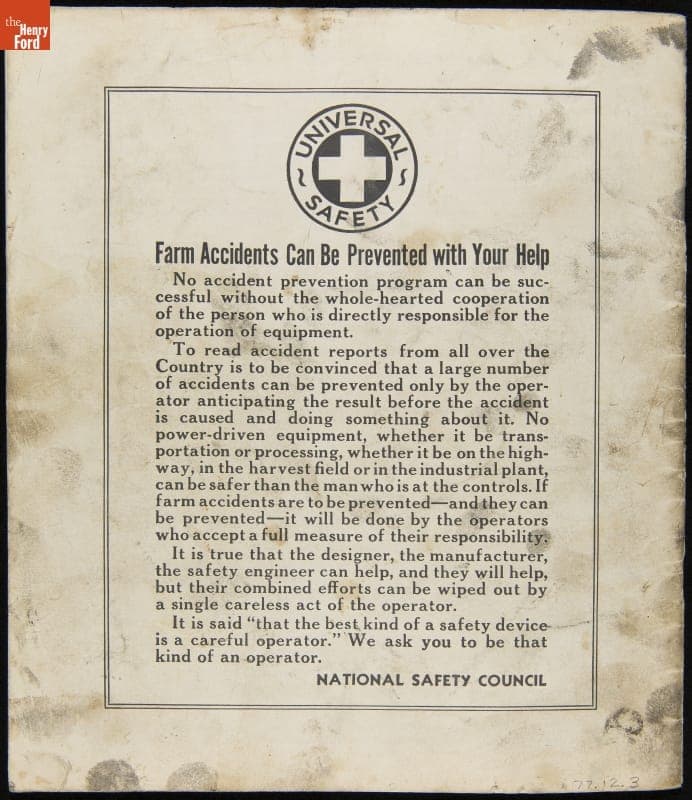 the
Henry
Ford
UNIVERSAL
SAFETY
Farm Accidents Can Be Prevented with Your Help
No accident prevention program can be suc-
cessful without the whole-hearted cooperation
of the person who is directly responsible for the
operation of equipment.
To read accident reports from all over the
Country is to be convinced that a large number
of accidents can be prevented only by the oper-
ator anticipating the result before the accident
is caused and doing something about it. No
power-driven equipment, whether it be trans-
portation or processing, whether it be on the high-
way, in the harvest field or in the industrial plant,
can be safer than the man who is at the controls. If
farm accidents are to be prevented—and they can
be prevented—it will be done by the operators
who accept a full measure of their responsibility.
It is true that the designer, the manufacturer,
the safety engineer can help, and they will help,
but their combined efforts can be wiped out by
a single careless act of the operator.
It is said "that the best kind of a safety device
is a careful operator." We ask you to be that
kind of an operator.
NATIONAL SAFETY COUNCIL
77.12.3